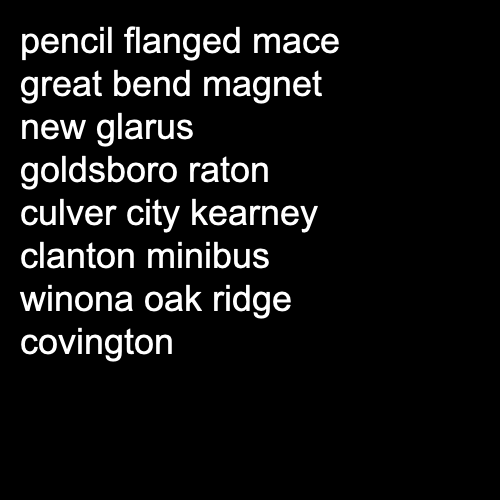 pencil flanged mace
great bend magnet
new glarus
goldsboro raton
culver city kearney
clanton minibus
winona oak ridge
covington